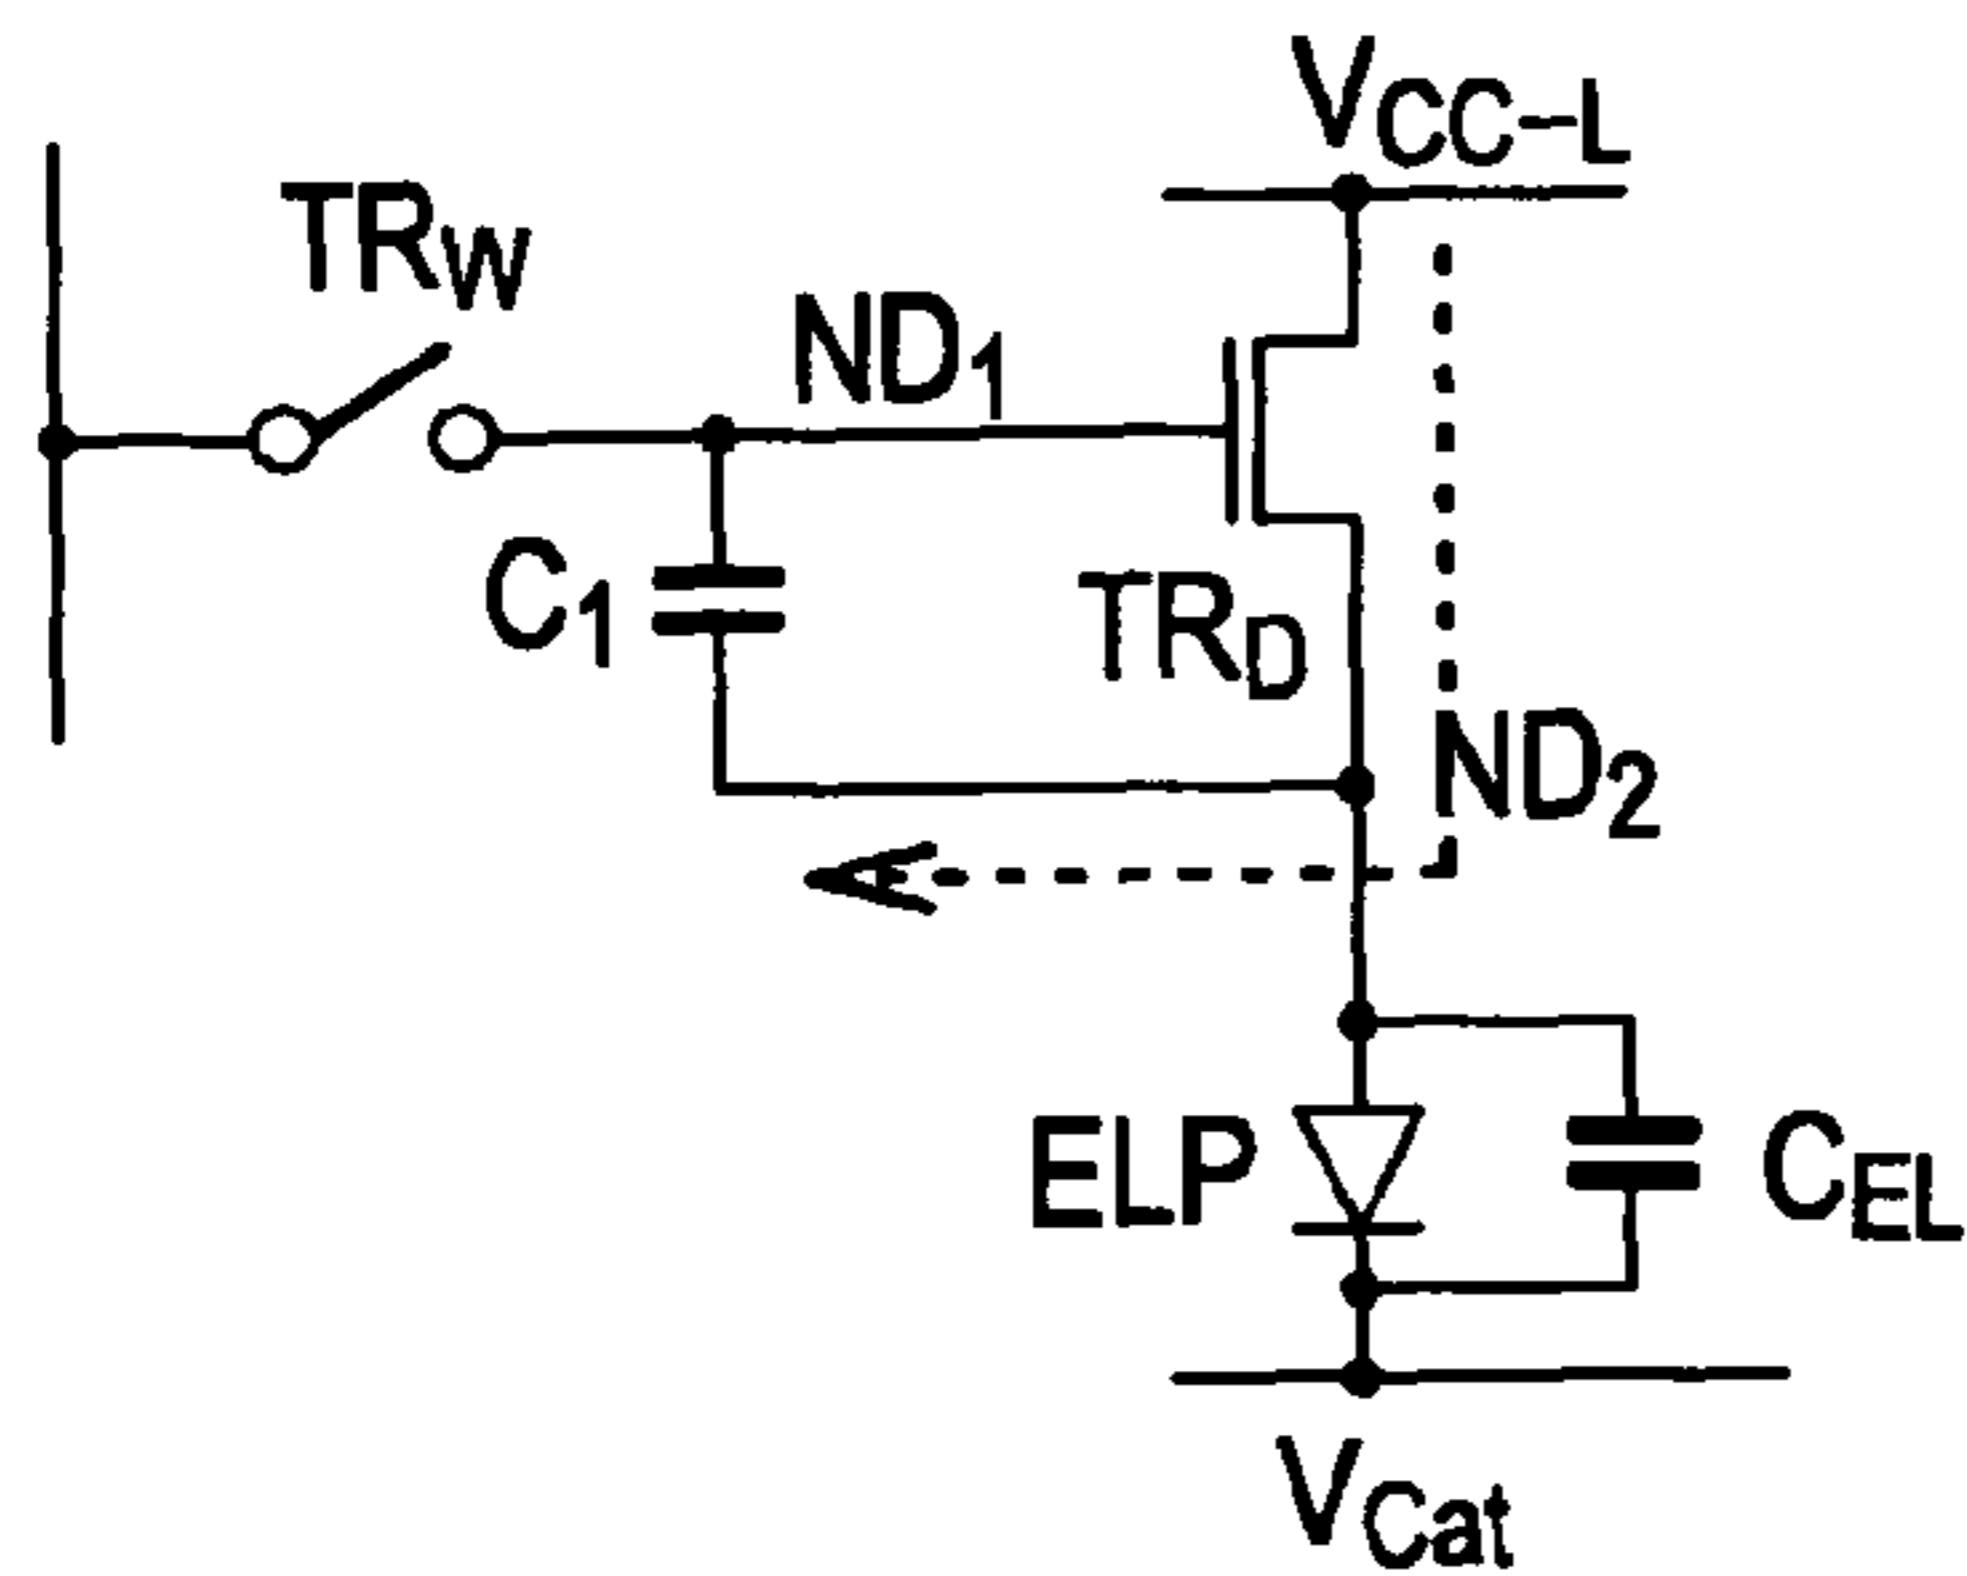 VCC-L
TRW
ND1
C1
TRD
ND2
ELP
CEL
VCat